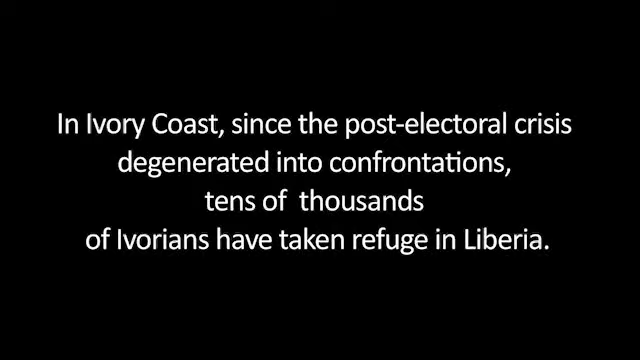 In Ivory Coast, since the post-electoral crisis
degenerated into confrontations,
tens of thousands
of Ivorians have taken refuge in Liberia.